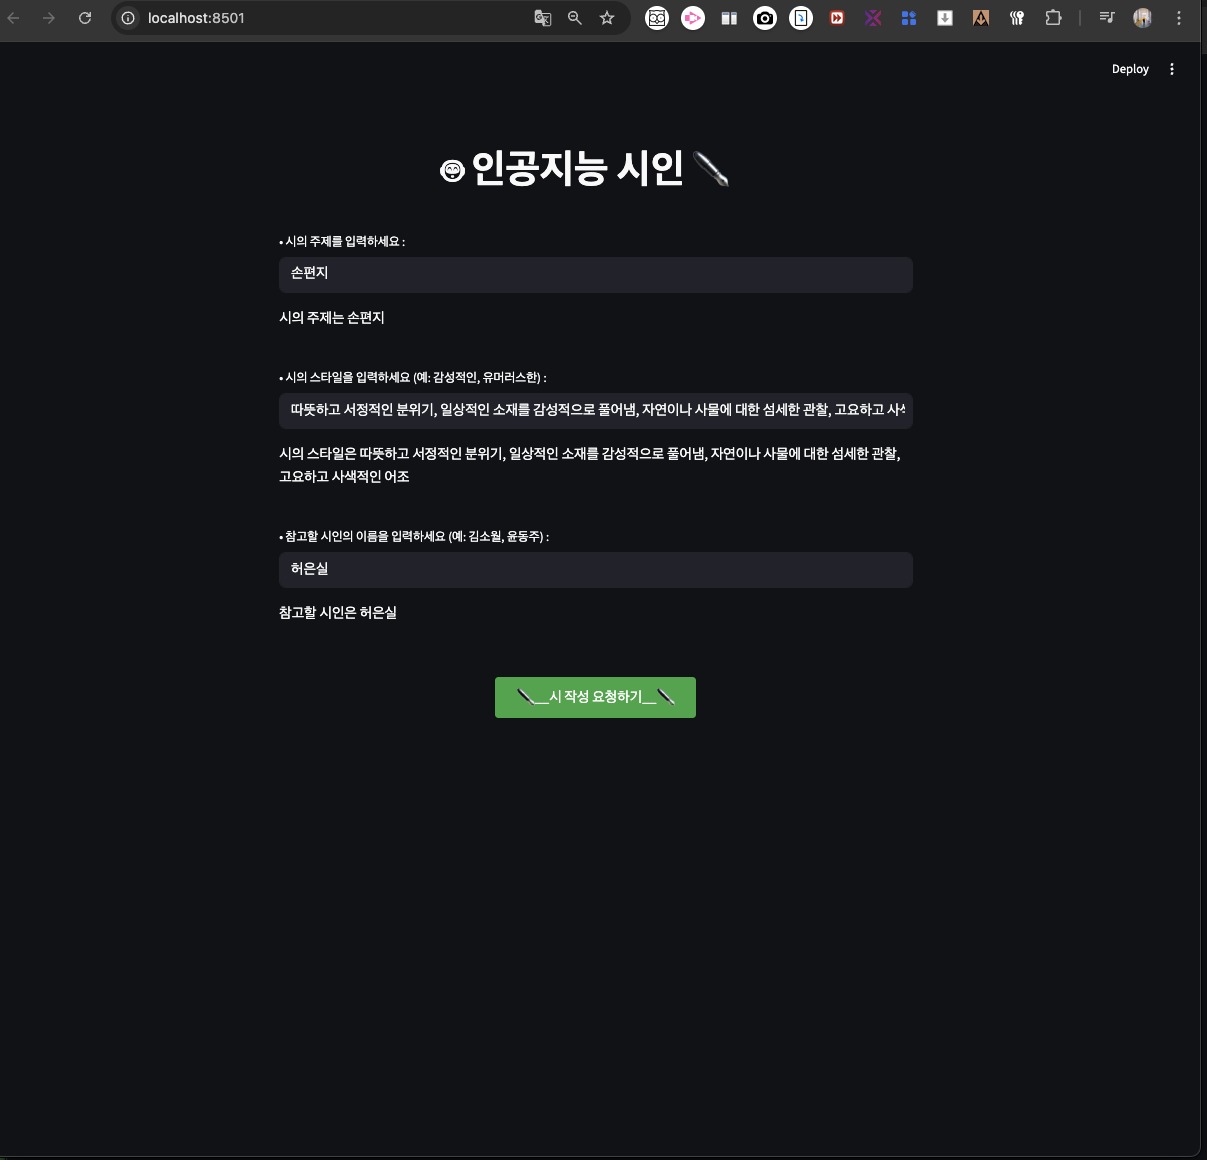 localhost:8501
Deploy
인공지능 시인
• 시의 주제를 입력하세요 :
손편지
시의 주제는 손편지
• 시의 스타일을 입력하세요 (예: 감성적인, 유머러스한) :
따뜻하고 서정적인 분위기, 일상적인 소재를 감성적으로 풀어냄, 자연이나 사물에 대한 섬세한 관찰, 고요하고 사색
시의 스타일은 따뜻하고 서정적인 분위기, 일상적인 소재를 감성적으로 풀어냄, 자연이나 사물에 대한 섬세한 관찰,
고요하고 사색적인 어조
• 참고할 시인의 이름을 입력하세요 (예: 김소월, 윤동주) :
허은실
참고할 시인은 허은실
__시 작성 요청하기__